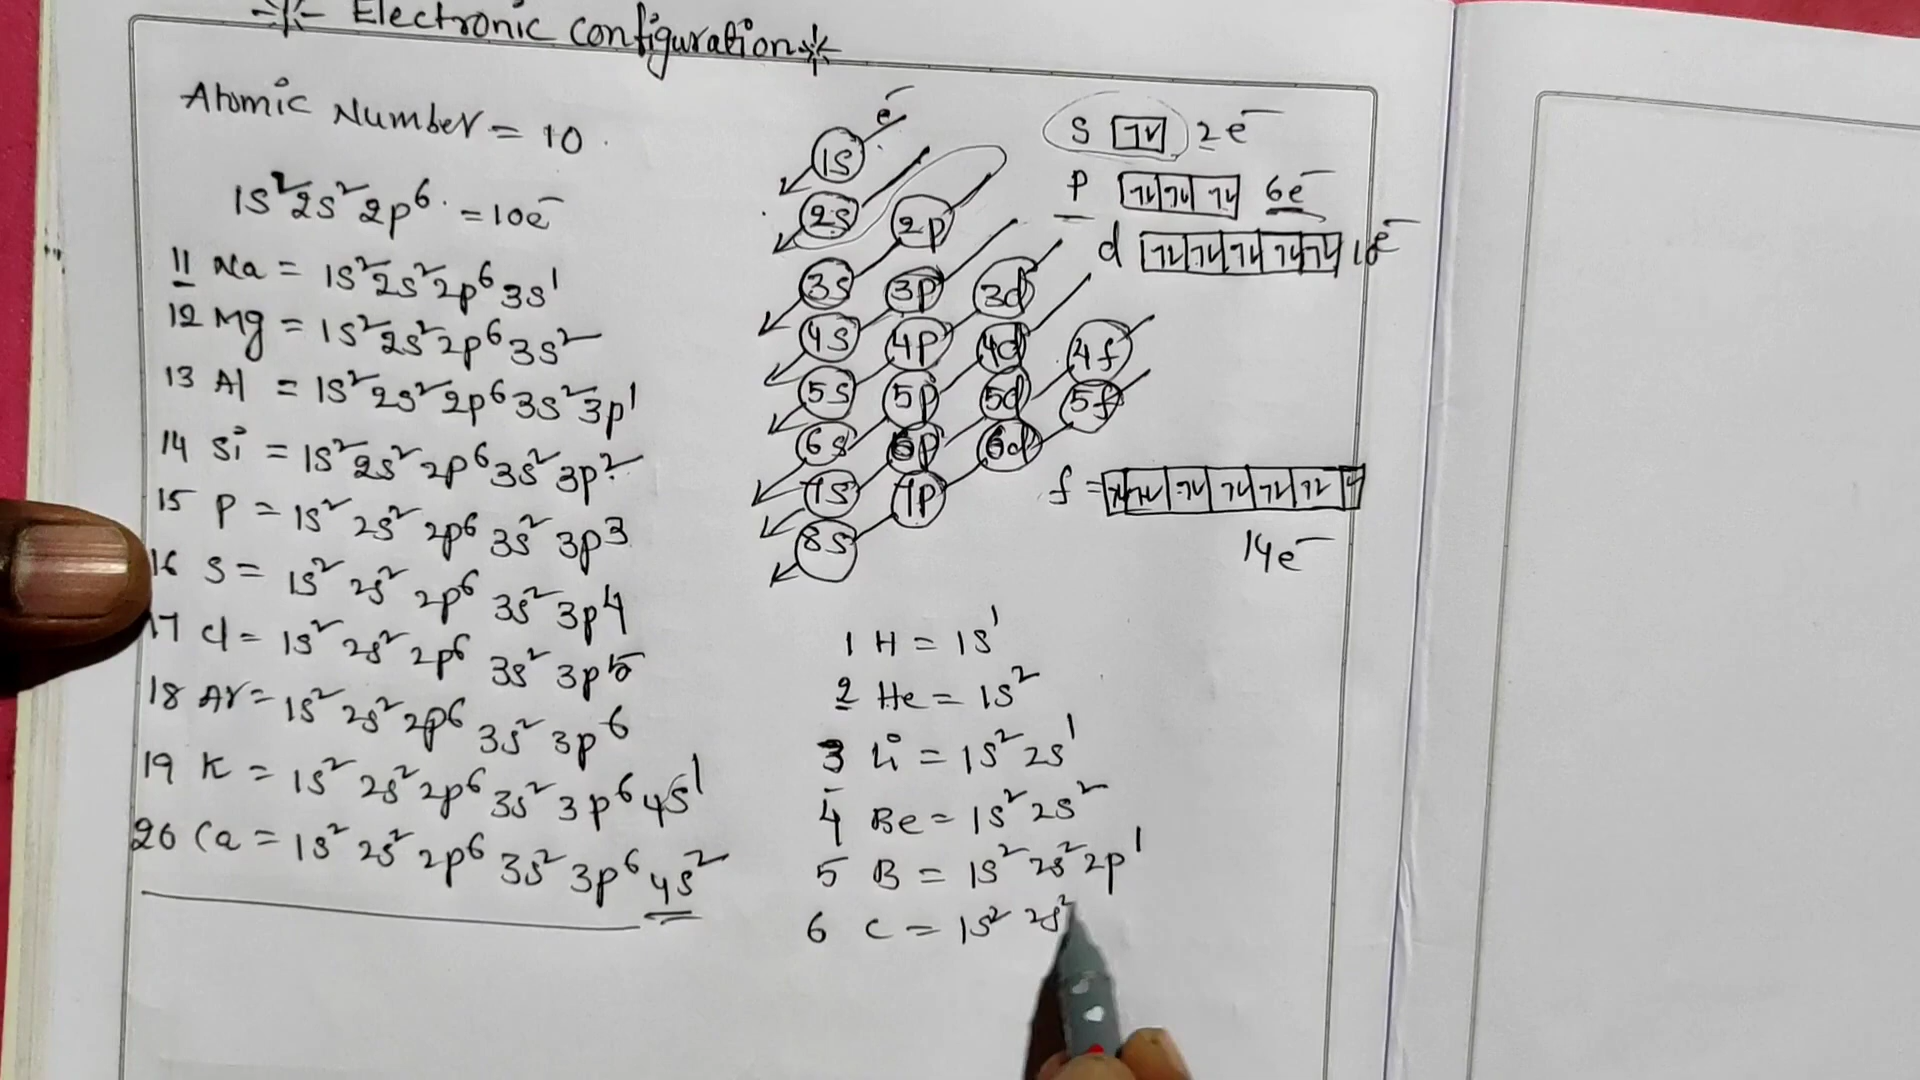 Electronic Configuration
Atomic Number = 10
1s² 2s² 2p⁶ = 10e⁻
11 Na = 1s² 2s² 2p⁶ 3s¹
12 Mg = 1s² 2s² 2p⁶ 3s²
13 Al = 1s² 2s² 2p⁶ 3s² 3p¹
14 Si = 1s² 2s² 2p⁶ 3s² 3p²
15 P = 1s² 2s² 2p⁶ 3s² 3p³
16 S = 1s² 2s² 2p⁶ 3s² 3p⁴
17 Cl = 1s² 2s² 2p⁶ 3s² 3p⁵
18 Ar = 1s² 2s² 2p⁶ 3s² 3p⁶
19 K = 1s² 2s² 2p⁶ 3s² 3p⁶ 4s¹
20 Ca = 1s² 2s² 2p⁶ 3s² 3p⁶ 4s²
e⁻
1s
2s 2p
3s 3p 3d
4s 4p 4d 4f
5s 5p 5d 5f
6s 6p 6d
7s 7p
8s
s 2e⁻
p 6e⁻
d 10e⁻
f =
14e⁻
1 H = 1s¹
2 He = 1s²
3 Li = 1s² 2s¹
4 Be = 1s² 2s²
5 B = 1s² 2s² 2p¹
6 C = 1s² 2s²